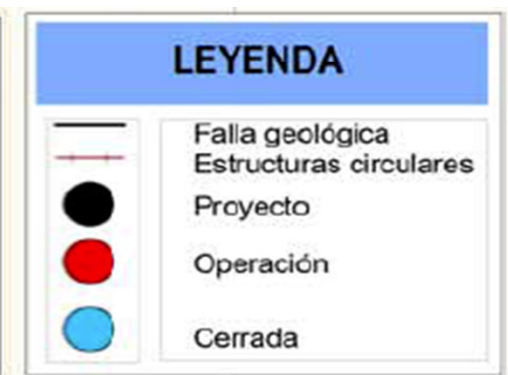 LEYENDA
Falla geológica
Estructuras circulares
Proyecto
Operación
Cerrada